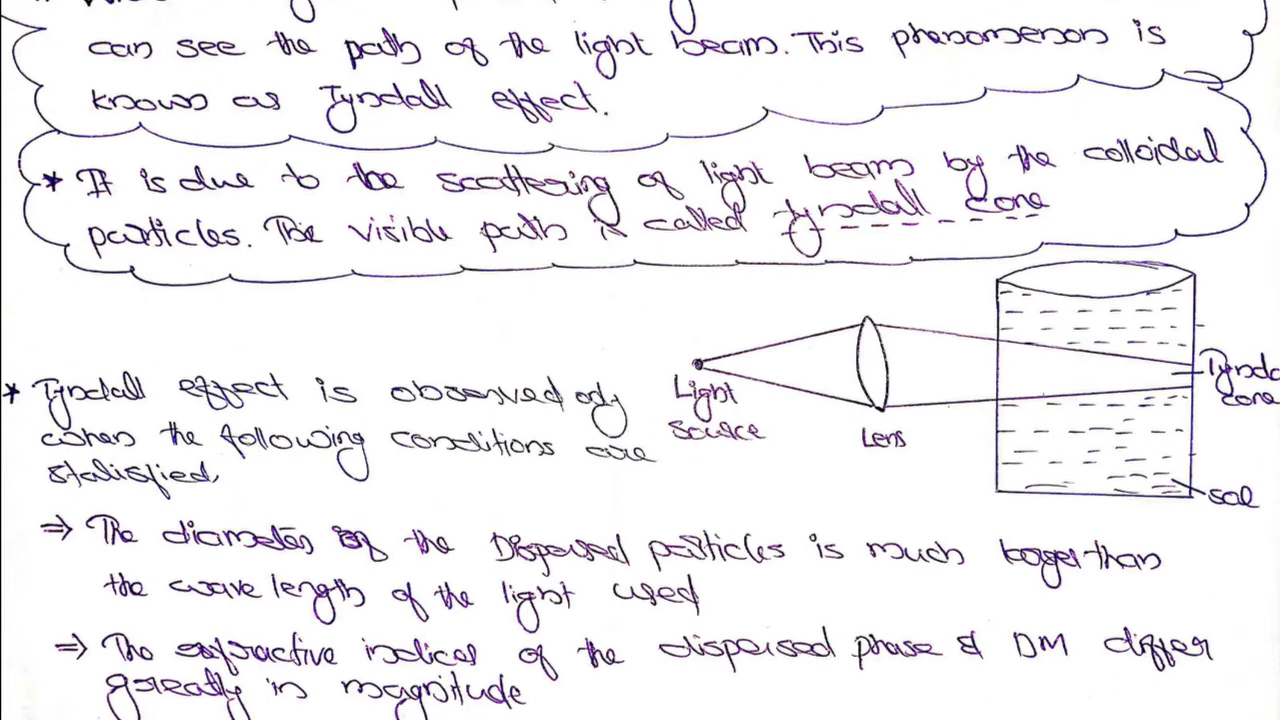 can see the path of the light beam. This phenomenon is
known as Tyndall effect.
* It is due to the scattering of light beam by the colloidal
particles. The visible path is called tyndall cone
* Tyndall effect is observed only
when the following conditions are
statisfied,
Light
source
Lens
Tynda
cone
sol
⇒ The diameter of the Dispersed particles is much larger than
the wave length of the light used
⇒ The refractive indices of the dispersed phase & DM differ
greatly in magnitude